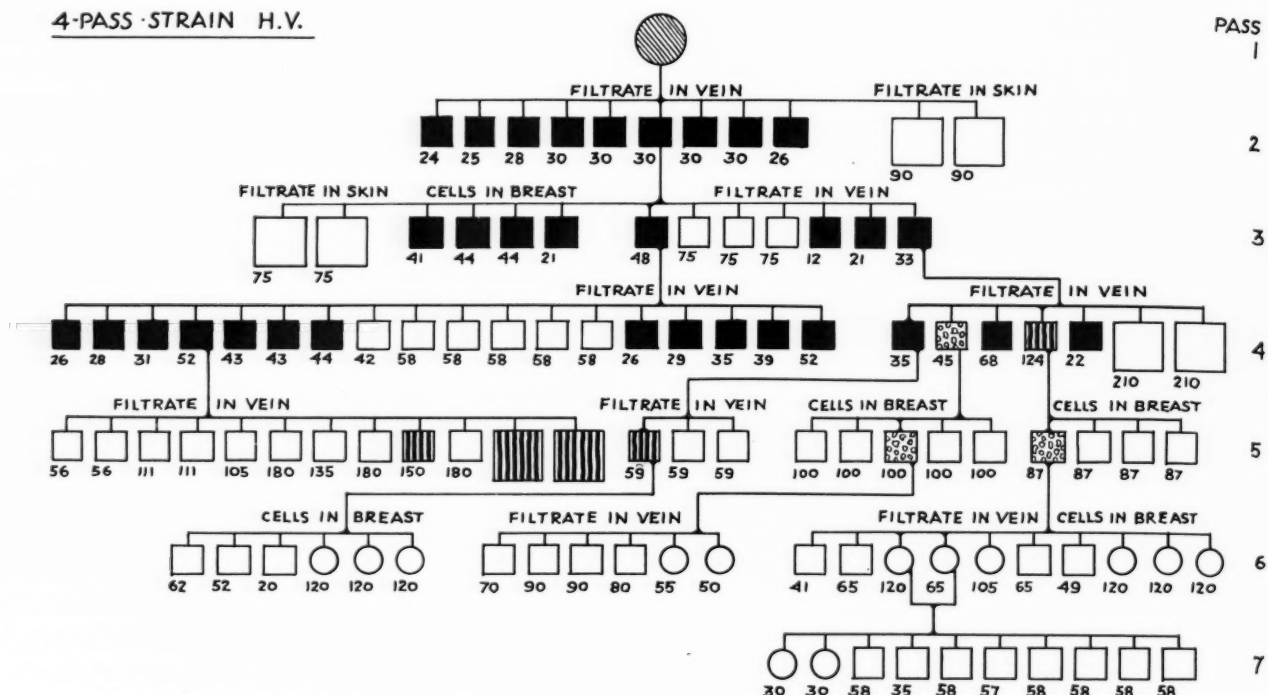 4-PASS·STRAIN H.V.
PASS
1
FILTRATE IN VEIN FILTRATE IN SKIN
24 25 28 30 30 30 30 30 26 90 90
2
FILTRATE IN SKIN CELLS IN BREAST FILTRATE IN VEIN
75 75 41 44 44 21 48 75 75 75 12 21 33
3
FILTRATE IN VEIN FILTRATE IN VEIN
26 28 31 52 43 43 44 42 58 58 58 58 58 26 29 35 39 52 35 45 68 124 22 210 210
4
FILTRATE IN VEIN FILTRATE IN VEIN CELLS IN BREAST CELLS IN BREAST
56 56 111 111 105 180 135 180 150 180 59 59 59 100 100 100 100 100 87 87 87 87
5
CELLS IN BREAST FILTRATE IN VEIN FILTRATE IN VEIN CELLS IN BREAST
62 52 20 120 120 120 70 90 90 80 55 50 41 65 120 65 105 65 49 120 120 120
6
30 30 58 35 58 57 58 58 58 58
7